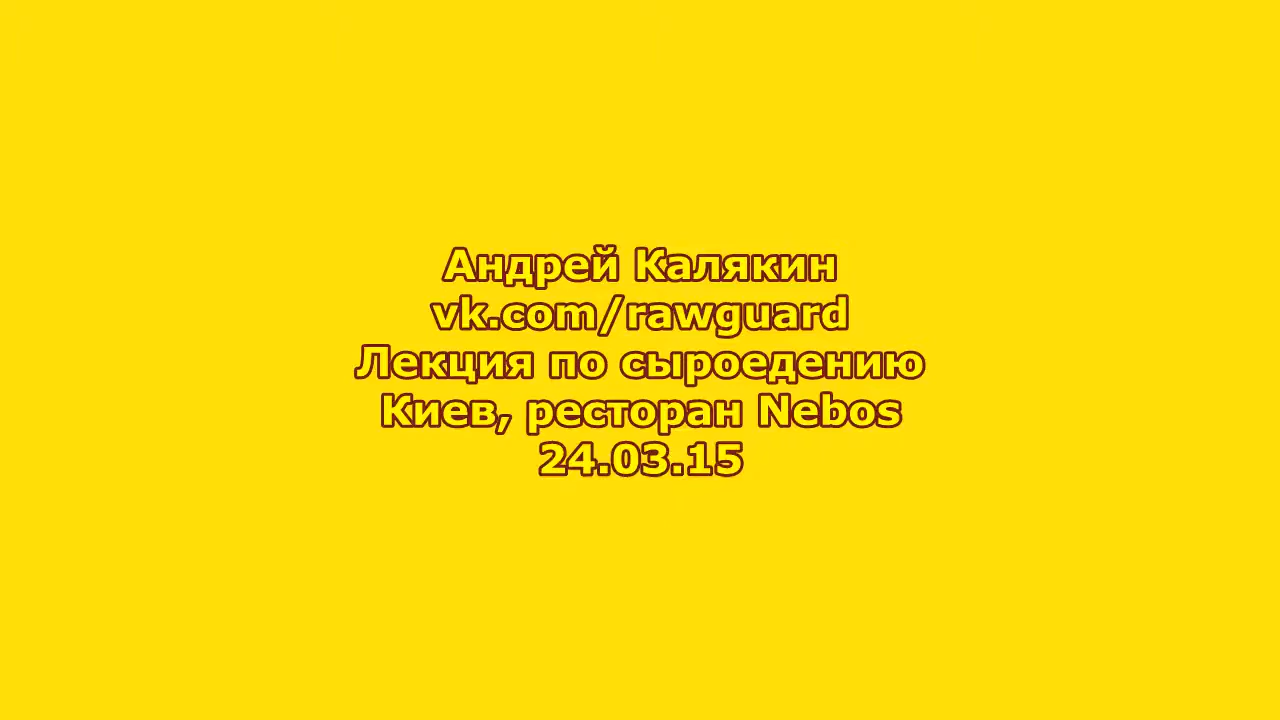 Андрей Калякин
vk.com/rawguard
Лекция по сыроедению
Киев, ресторан Nebos
24.03.15